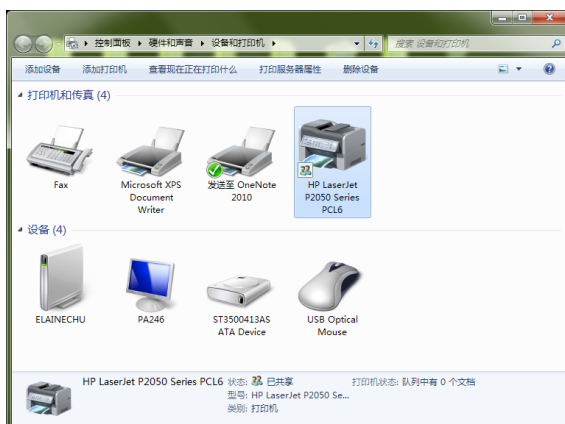 控制面板 ▸ 硬件和声音 ▸ 设备和打印机 ▸
搜索 设备和打印机
添加设备 添加打印机 查看现在正在打印什么 打印服务器属性 删除设备
打印机和传真 (4)
Fax
Microsoft XPS
Document
Writer
发送至 OneNote
2010
HP LaserJet
P2050 Series
PCL6
设备 (4)
ELAINECHU
PA246
ST3500413AS
ATA Device
USB Optical
Mouse
HP LaserJet P2050 Series PCL6 状态: 已共享 打印机状态: 队列中有 0 个文档
型号: HP LaserJet P2050 Se...
类别: 打印机